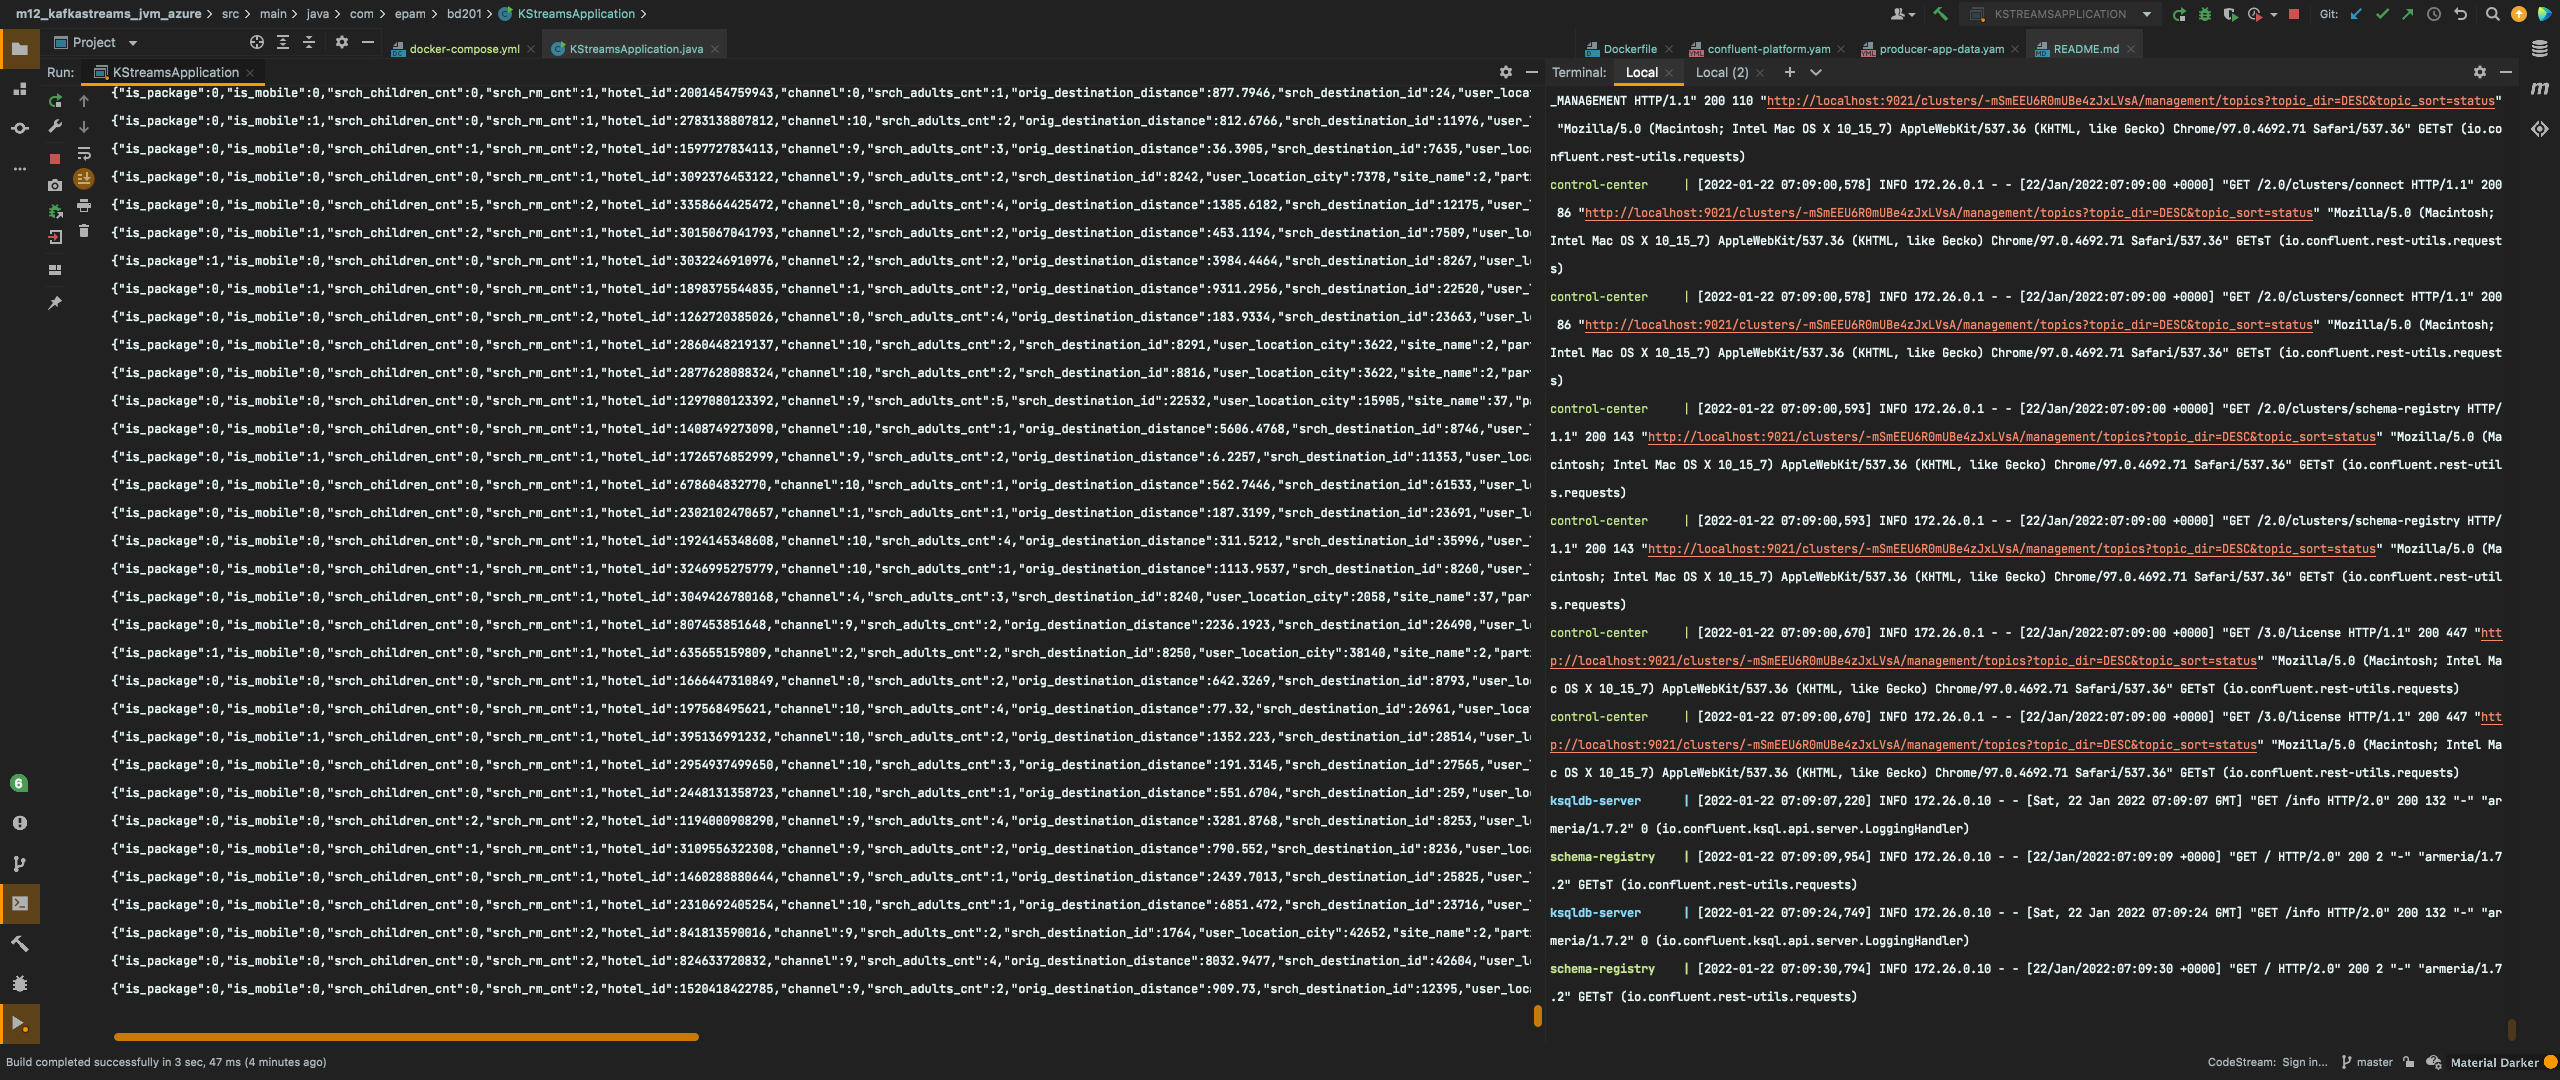 m12_kafkastreams_jvm_azure > src > main > java > com > epam > bd201 > KStreamsApplication >
KSTREAMSAPPLICATION
Git:
Project
docker-compose.yml
KStreamsApplication.java
Dockerfile
confluent-platform.yam
producer-app-data.yam
README.md
Run: KStreamsApplication
{"is_package":0,"is_mobile":0,"srch_children_cnt":0,"srch_rm_cnt":1,"hotel_id":2001454759943,"channel":0,"srch_adults_cnt":1,"orig_destination_distance":877.7946,"srch_destination_id":24,"user_loca
{"is_package":0,"is_mobile":1,"srch_children_cnt":0,"srch_rm_cnt":1,"hotel_id":2783138807812,"channel":10,"srch_adults_cnt":2,"orig_destination_distance":812.6766,"srch_destination_id":11976,"user_
{"is_package":0,"is_mobile":0,"srch_children_cnt":1,"srch_rm_cnt":2,"hotel_id":1597727834113,"channel":9,"srch_adults_cnt":3,"orig_destination_distance":36.3905,"srch_destination_id":7635,"user_loca
{"is_package":0,"is_mobile":0,"srch_children_cnt":0,"srch_rm_cnt":1,"hotel_id":3092376453122,"channel":9,"srch_adults_cnt":2,"srch_destination_id":8242,"user_location_city":7378,"site_name":2,"parti
{"is_package":0,"is_mobile":0,"srch_children_cnt":5,"srch_rm_cnt":2,"hotel_id":3358664425472,"channel":0,"srch_adults_cnt":4,"orig_destination_distance":1385.6182,"srch_destination_id":12175,"user_l
{"is_package":0,"is_mobile":1,"srch_children_cnt":2,"srch_rm_cnt":1,"hotel_id":3015067041793,"channel":2,"srch_adults_cnt":2,"orig_destination_distance":453.1194,"srch_destination_id":7509,"user_lo
{"is_package":1,"is_mobile":0,"srch_children_cnt":0,"srch_rm_cnt":1,"hotel_id":3032246910976,"channel":2,"srch_adults_cnt":2,"orig_destination_distance":3984.4464,"srch_destination_id":8267,"user_l
{"is_package":0,"is_mobile":1,"srch_children_cnt":0,"srch_rm_cnt":1,"hotel_id":1898375544835,"channel":1,"srch_adults_cnt":2,"orig_destination_distance":9311.2956,"srch_destination_id":22520,"user_
{"is_package":0,"is_mobile":0,"srch_children_cnt":0,"srch_rm_cnt":2,"hotel_id":1262720385026,"channel":0,"srch_adults_cnt":4,"orig_destination_distance":183.9334,"srch_destination_id":23663,"user_l
{"is_package":0,"is_mobile":0,"srch_children_cnt":0,"srch_rm_cnt":1,"hotel_id":2860448219137,"channel":10,"srch_adults_cnt":2,"srch_destination_id":8291,"user_location_city":3622,"site_name":2,"par
{"is_package":0,"is_mobile":0,"srch_children_cnt":0,"srch_rm_cnt":1,"hotel_id":2877628088324,"channel":10,"srch_adults_cnt":2,"srch_destination_id":8816,"user_location_city":3622,"site_name":2,"par
{"is_package":0,"is_mobile":0,"srch_children_cnt":0,"srch_rm_cnt":1,"hotel_id":1297080123392,"channel":9,"srch_adults_cnt":5,"srch_destination_id":22532,"user_location_city":15905,"site_name":37,"p
{"is_package":0,"is_mobile":0,"srch_children_cnt":0,"srch_rm_cnt":1,"hotel_id":1408749273090,"channel":10,"srch_adults_cnt":1,"orig_destination_distance":5606.4768,"srch_destination_id":8746,"user_
{"is_package":0,"is_mobile":1,"srch_children_cnt":0,"srch_rm_cnt":1,"hotel_id":1726576852999,"channel":9,"srch_adults_cnt":2,"orig_destination_distance":6.2257,"srch_destination_id":11353,"user_loc
{"is_package":0,"is_mobile":0,"srch_children_cnt":0,"srch_rm_cnt":1,"hotel_id":678604832770,"channel":10,"srch_adults_cnt":1,"orig_destination_distance":562.7446,"srch_destination_id":61533,"user_l
{"is_package":0,"is_mobile":0,"srch_children_cnt":0,"srch_rm_cnt":1,"hotel_id":2302102470657,"channel":1,"srch_adults_cnt":1,"orig_destination_distance":187.3199,"srch_destination_id":23691,"user_l
{"is_package":0,"is_mobile":0,"srch_children_cnt":0,"srch_rm_cnt":1,"hotel_id":1924145348608,"channel":10,"srch_adults_cnt":4,"orig_destination_distance":311.5212,"srch_destination_id":35996,"user_
{"is_package":0,"is_mobile":0,"srch_children_cnt":1,"srch_rm_cnt":1,"hotel_id":3246995275779,"channel":10,"srch_adults_cnt":1,"orig_destination_distance":1113.9537,"srch_destination_id":8260,"user_
{"is_package":0,"is_mobile":0,"srch_children_cnt":0,"srch_rm_cnt":1,"hotel_id":3049426780168,"channel":4,"srch_adults_cnt":3,"srch_destination_id":8240,"user_location_city":2058,"site_name":37,"par
{"is_package":0,"is_mobile":0,"srch_children_cnt":0,"srch_rm_cnt":1,"hotel_id":807453851648,"channel":9,"srch_adults_cnt":2,"orig_destination_distance":2236.1923,"srch_destination_id":26490,"user_l
{"is_package":1,"is_mobile":0,"srch_children_cnt":0,"srch_rm_cnt":1,"hotel_id":635655159809,"channel":2,"srch_adults_cnt":2,"srch_destination_id":8250,"user_location_city":38140,"site_name":2,"part
{"is_package":0,"is_mobile":0,"srch_children_cnt":0,"srch_rm_cnt":1,"hotel_id":1666447310849,"channel":0,"srch_adults_cnt":2,"orig_destination_distance":642.3269,"srch_destination_id":8793,"user_lo
{"is_package":0,"is_mobile":0,"srch_children_cnt":0,"srch_rm_cnt":1,"hotel_id":197568495621,"channel":10,"srch_adults_cnt":4,"orig_destination_distance":77.32,"srch_destination_id":26961,"user_loca
{"is_package":0,"is_mobile":1,"srch_children_cnt":0,"srch_rm_cnt":1,"hotel_id":395136991232,"channel":10,"srch_adults_cnt":2,"orig_destination_distance":1352.223,"srch_destination_id":28514,"user_l
{"is_package":0,"is_mobile":0,"srch_children_cnt":0,"srch_rm_cnt":1,"hotel_id":2954937499650,"channel":10,"srch_adults_cnt":3,"orig_destination_distance":191.3145,"srch_destination_id":27565,"user_
{"is_package":0,"is_mobile":0,"srch_children_cnt":0,"srch_rm_cnt":1,"hotel_id":2448131358723,"channel":10,"srch_adults_cnt":1,"orig_destination_distance":551.6704,"srch_destination_id":259,"user_lo
{"is_package":0,"is_mobile":0,"srch_children_cnt":2,"srch_rm_cnt":2,"hotel_id":1194000908290,"channel":9,"srch_adults_cnt":4,"orig_destination_distance":3281.8768,"srch_destination_id":8253,"user_l
{"is_package":0,"is_mobile":0,"srch_children_cnt":1,"srch_rm_cnt":1,"hotel_id":3109556322308,"channel":9,"srch_adults_cnt":2,"orig_destination_distance":790.552,"srch_destination_id":8236,"user_loc
{"is_package":0,"is_mobile":0,"srch_children_cnt":0,"srch_rm_cnt":1,"hotel_id":1460288880644,"channel":9,"srch_adults_cnt":1,"orig_destination_distance":2439.7013,"srch_destination_id":25825,"user_
{"is_package":0,"is_mobile":0,"srch_children_cnt":0,"srch_rm_cnt":1,"hotel_id":2310692405254,"channel":10,"srch_adults_cnt":1,"orig_destination_distance":6851.472,"srch_destination_id":23716,"user_
{"is_package":0,"is_mobile":0,"srch_children_cnt":0,"srch_rm_cnt":2,"hotel_id":841813590016,"channel":9,"srch_adults_cnt":2,"srch_destination_id":1764,"user_location_city":42652,"site_name":2,"part
{"is_package":0,"is_mobile":0,"srch_children_cnt":0,"srch_rm_cnt":2,"hotel_id":824633720832,"channel":9,"srch_adults_cnt":4,"orig_destination_distance":8032.9477,"srch_destination_id":42604,"user_l
{"is_package":0,"is_mobile":0,"srch_children_cnt":0,"srch_rm_cnt":2,"hotel_id":1520418422785,"channel":9,"srch_adults_cnt":2,"orig_destination_distance":909.73,"srch_destination_id":12395,"user_loc
Terminal: Local Local (2)
_MANAGEMENT HTTP/1.1" 200 110 "http://localhost:9021/clusters/-mSmEEU6R0mUBe4zJxLVsA/management/topics?topic_dir=DESC&topic_sort=status"
"Mozilla/5.0 (Macintosh; Intel Mac OS X 10_15_7) AppleWebKit/537.36 (KHTML, like Gecko) Chrome/97.0.4692.71 Safari/537.36" GETsT (io.co
nfluent.rest-utils.requests)
control-center | [2022-01-22 07:09:00,578] INFO 172.26.0.1 - - [22/Jan/2022:07:09:00 +0000] "GET /2.0/clusters/connect HTTP/1.1" 200
86 "http://localhost:9021/clusters/-mSmEEU6R0mUBe4zJxLVsA/management/topics?topic_dir=DESC&topic_sort=status" "Mozilla/5.0 (Macintosh;
Intel Mac OS X 10_15_7) AppleWebKit/537.36 (KHTML, like Gecko) Chrome/97.0.4692.71 Safari/537.36" GETsT (io.confluent.rest-utils.request
s)
control-center | [2022-01-22 07:09:00,578] INFO 172.26.0.1 - - [22/Jan/2022:07:09:00 +0000] "GET /2.0/clusters/connect HTTP/1.1" 200
86 "http://localhost:9021/clusters/-mSmEEU6R0mUBe4zJxLVsA/management/topics?topic_dir=DESC&topic_sort=status" "Mozilla/5.0 (Macintosh;
Intel Mac OS X 10_15_7) AppleWebKit/537.36 (KHTML, like Gecko) Chrome/97.0.4692.71 Safari/537.36" GETsT (io.confluent.rest-utils.request
s)
control-center | [2022-01-22 07:09:00,593] INFO 172.26.0.1 - - [22/Jan/2022:07:09:00 +0000] "GET /2.0/clusters/schema-registry HTTP/
1.1" 200 143 "http://localhost:9021/clusters/-mSmEEU6R0mUBe4zJxLVsA/management/topics?topic_dir=DESC&topic_sort=status" "Mozilla/5.0 (Ma
cintosh; Intel Mac OS X 10_15_7) AppleWebKit/537.36 (KHTML, like Gecko) Chrome/97.0.4692.71 Safari/537.36" GETsT (io.confluent.rest-util
s.requests)
control-center | [2022-01-22 07:09:00,593] INFO 172.26.0.1 - - [22/Jan/2022:07:09:00 +0000] "GET /2.0/clusters/schema-registry HTTP/
1.1" 200 143 "http://localhost:9021/clusters/-mSmEEU6R0mUBe4zJxLVsA/management/topics?topic_dir=DESC&topic_sort=status" "Mozilla/5.0 (Ma
cintosh; Intel Mac OS X 10_15_7) AppleWebKit/537.36 (KHTML, like Gecko) Chrome/97.0.4692.71 Safari/537.36" GETsT (io.confluent.rest-util
s.requests)
control-center | [2022-01-22 07:09:00,670] INFO 172.26.0.1 - - [22/Jan/2022:07:09:00 +0000] "GET /3.0/license HTTP/1.1" 200 447 "htt
p://localhost:9021/clusters/-mSmEEU6R0mUBe4zJxLVsA/management/topics?topic_dir=DESC&topic_sort=status" "Mozilla/5.0 (Macintosh; Intel Ma
c OS X 10_15_7) AppleWebKit/537.36 (KHTML, like Gecko) Chrome/97.0.4692.71 Safari/537.36" GETsT (io.confluent.rest-utils.requests)
control-center | [2022-01-22 07:09:00,670] INFO 172.26.0.1 - - [22/Jan/2022:07:09:00 +0000] "GET /3.0/license HTTP/1.1" 200 447 "htt
p://localhost:9021/clusters/-mSmEEU6R0mUBe4zJxLVsA/management/topics?topic_dir=DESC&topic_sort=status" "Mozilla/5.0 (Macintosh; Intel Ma
c OS X 10_15_7) AppleWebKit/537.36 (KHTML, like Gecko) Chrome/97.0.4692.71 Safari/537.36" GETsT (io.confluent.rest-utils.requests)
ksqldb-server | [2022-01-22 07:09:07,220] INFO 172.26.0.10 - - [Sat, 22 Jan 2022 07:09:07 GMT] "GET /info HTTP/2.0" 200 132 "-" "ar
meria/1.7.2" 0 (io.confluent.ksql.api.server.LoggingHandler)
schema-registry | [2022-01-22 07:09:09,954] INFO 172.26.0.10 - - [22/Jan/2022:07:09:09 +0000] "GET / HTTP/2.0" 200 2 "-" "armeria/1.7
.2" GETsT (io.confluent.rest-utils.requests)
ksqldb-server | [2022-01-22 07:09:24,749] INFO 172.26.0.10 - - [Sat, 22 Jan 2022 07:09:24 GMT] "GET /info HTTP/2.0" 200 132 "-" "ar
meria/1.7.2" 0 (io.confluent.ksql.api.server.LoggingHandler)
schema-registry | [2022-01-22 07:09:30,794] INFO 172.26.0.10 - - [22/Jan/2022:07:09:30 +0000] "GET / HTTP/2.0" 200 2 "-" "armeria/1.7
.2" GETsT (io.confluent.rest-utils.requests)
6
Build completed successfully in 3 sec, 47 ms (4 minutes ago)
CodeStream: Sign in...
master
Material Darker